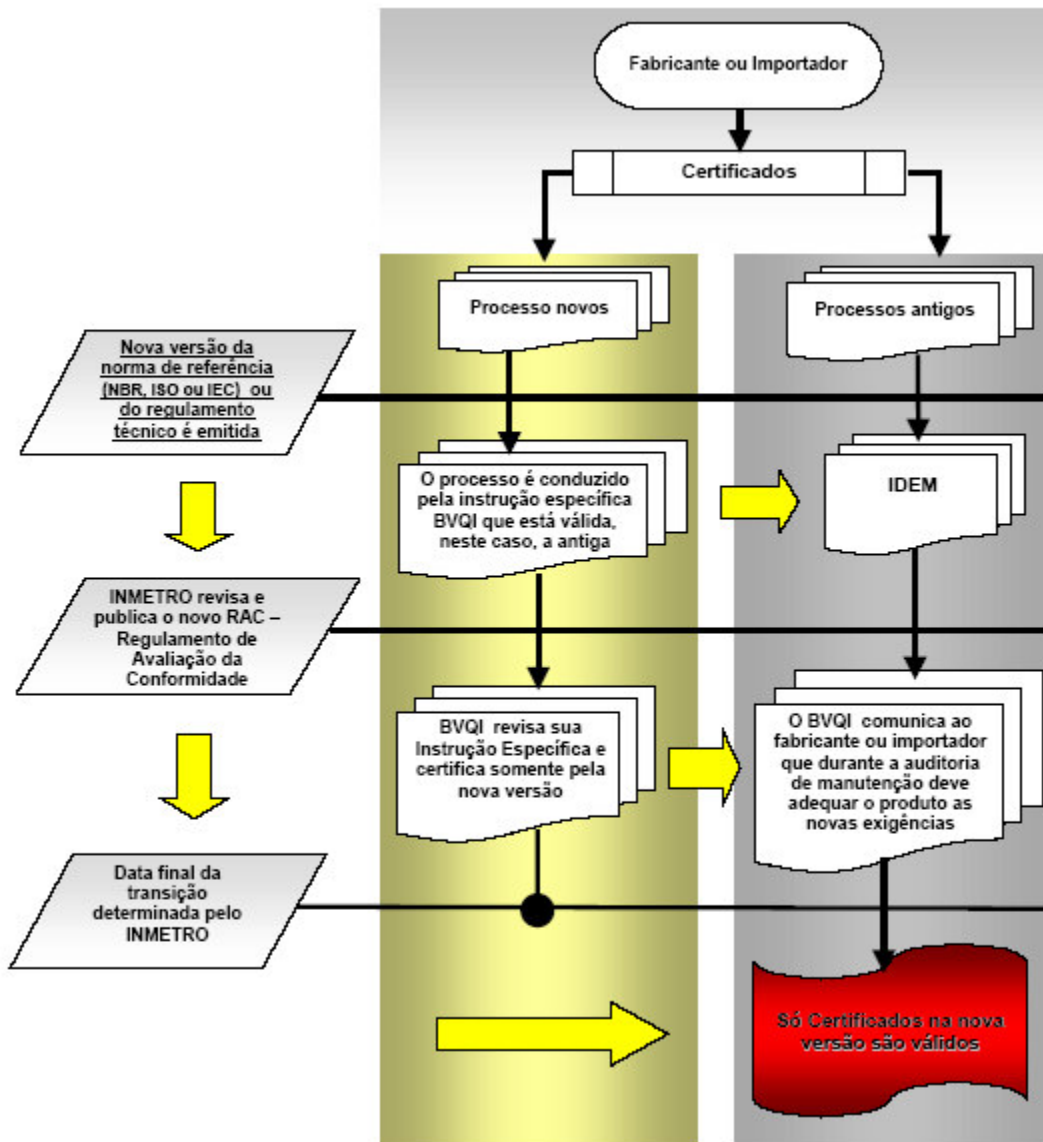 Fabricante ou Importador
Certificados
Processo novos
Processos antigos
Nova versão da
norma de referência
(NBR, ISO ou IEC) ou
do regulamento
técnico é emitida
O processo é conduzido
pela instrução específica
BVQI que está válida,
neste caso, a antiga
IDEM
INMETRO revisa e
publica o novo RAC –
Regulamento de
Avaliação da
Conformidade
BVQI revisa sua
Instrução Específica e
certifica somente pela
nova versão
O BVQI comunica ao
fabricante ou importador
que durante a auditoria
de manutenção deve
adequar o produto as
novas exigências
Data final da
transição
determinada pelo
INMETRO
Só Certificados na nova
versão são válidos